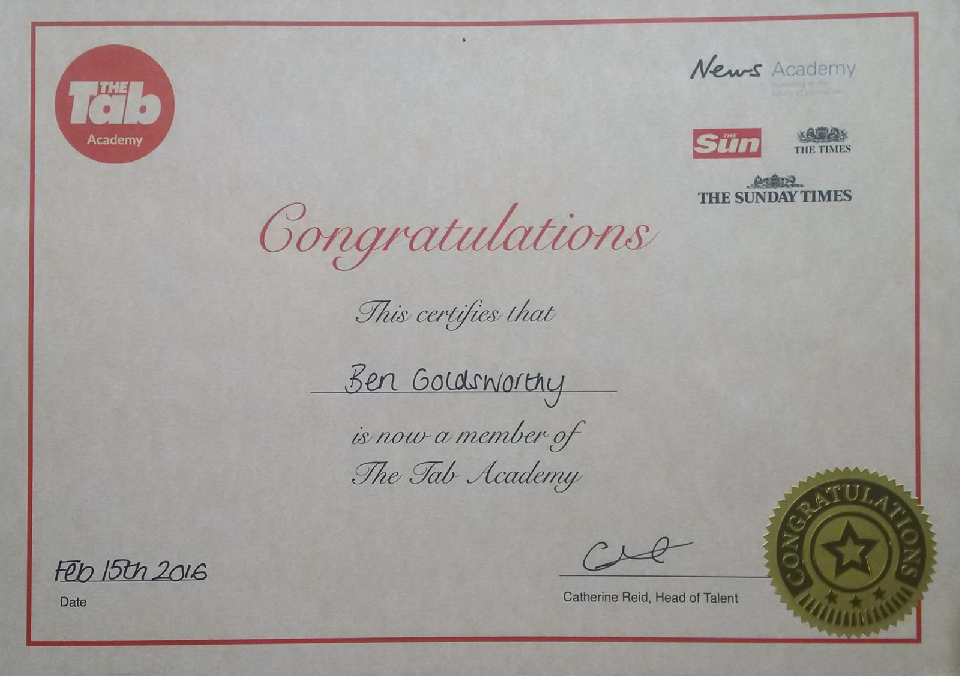 THE
Tab
Academy
News Academy
THE
Sun
THE TIMES
THE SUNDAY TIMES
Congratulations
This certifies that
Ben Goldsworthy
is now a member of
The Tab Academy
Feb 15th 2016
Date
Catherine Reid, Head of Talent
CONGRATULATIONS